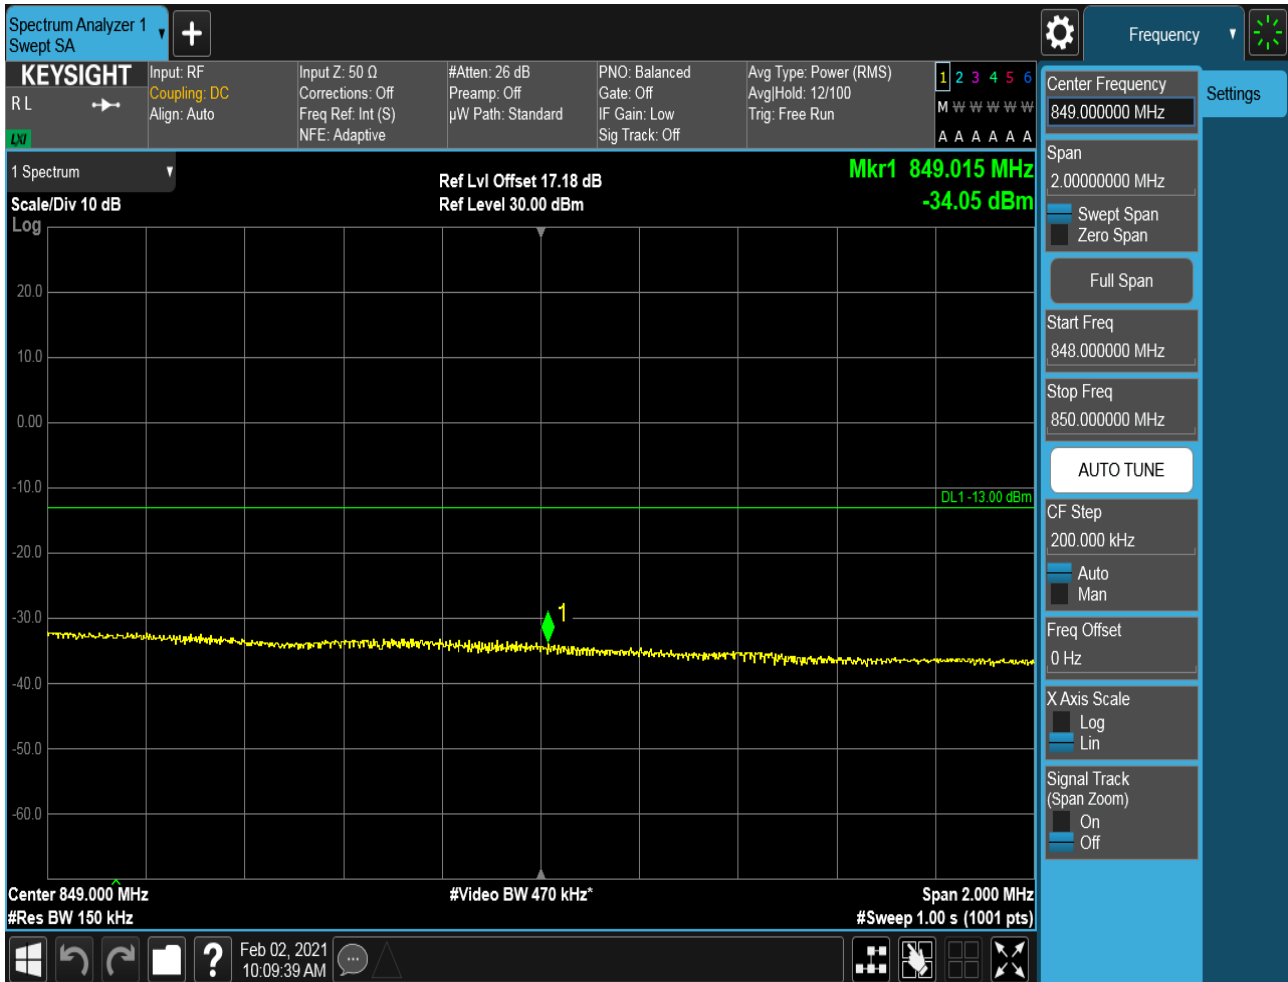 Spectrum Analyzer 1
Swept SA
+
Frequency
KEYSIGHT
R L
LXI
Input: RF
Coupling: DC
Align: Auto
Input Z: 50 Ω
Corrections: Off
Freq Ref: Int (S)
NFE: Adaptive
#Atten: 26 dB
Preamp: Off
µW Path: Standard
PNO: Balanced
Gate: Off
IF Gain: Low
Sig Track: Off
Avg Type: Power (RMS)
Avg|Hold: 12/100
Trig: Free Run
1 2 3 4 5 6
M W W W W W
A A A A A A
1 Spectrum
Scale/Div 10 dB
Log
Ref Lvl Offset 17.18 dB
Ref Level 30.00 dBm
Mkr1 849.015 MHz
-34.05 dBm
20.0
10.0
0.00
-10.0
-20.0
-30.0
-40.0
-50.0
-60.0
DL1 -13.00 dBm
1
Center 849.000 MHz
#Res BW 150 kHz
#Video BW 470 kHz*
Span 2.000 MHz
#Sweep 1.00 s (1001 pts)
Center Frequency
849.000000 MHz
Settings
Span
2.00000000 MHz
Swept Span
Zero Span
Full Span
Start Freq
848.000000 MHz
Stop Freq
850.000000 MHz
AUTO TUNE
CF Step
200.000 kHz
Auto
Man
Freq Offset
0 Hz
X Axis Scale
Log
Lin
Signal Track
(Span Zoom)
On
Off
?
Feb 02, 2021
10:09:39 AM